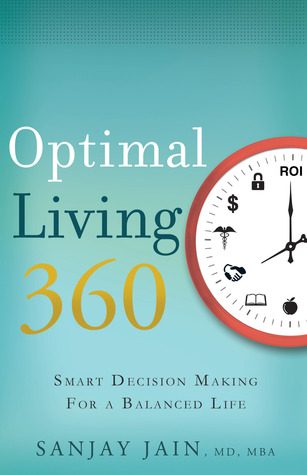 Optimal
Living
360
ROI
$
SMART DECISION MAKING
FOR A BALANCED LIFE
SANJAY JAIN, MD, MBA